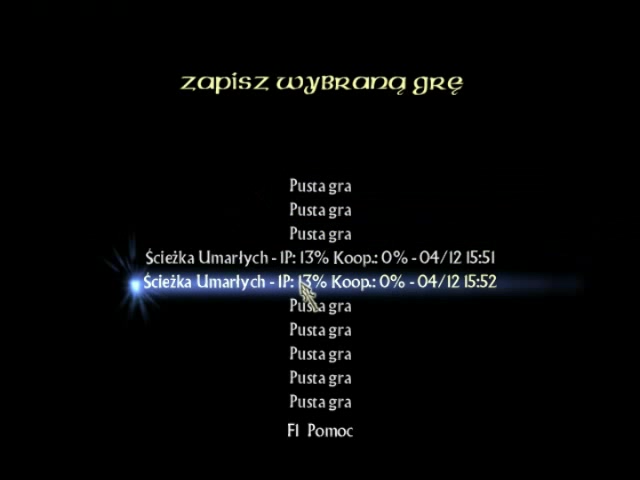 zapisz wybraną grę
Pusta gra
Pusta gra
Pusta gra
Ścieżka Umarłych - 1P: 13% Koop.: 0% - 04/12 15:51
Ścieżka Umarłych - 1P: 13% Koop.: 0% - 04/12 15:52
Pusta gra
Pusta gra
Pusta gra
Pusta gra
Pusta gra
F1 Pomoc